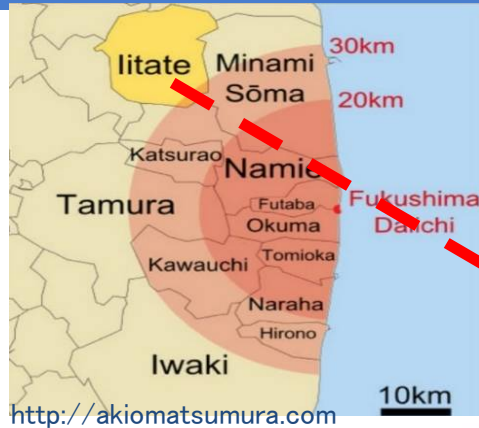 Iitate
Minami
Sōma
30km
20km
Katsurao
Namie
Tamura
Futaba
Fukushima
Daiichi
Okuma
Kawauchi
Tomioka
Naraha
Hirono
Iwaki
10km
http://akiomatsumura.com